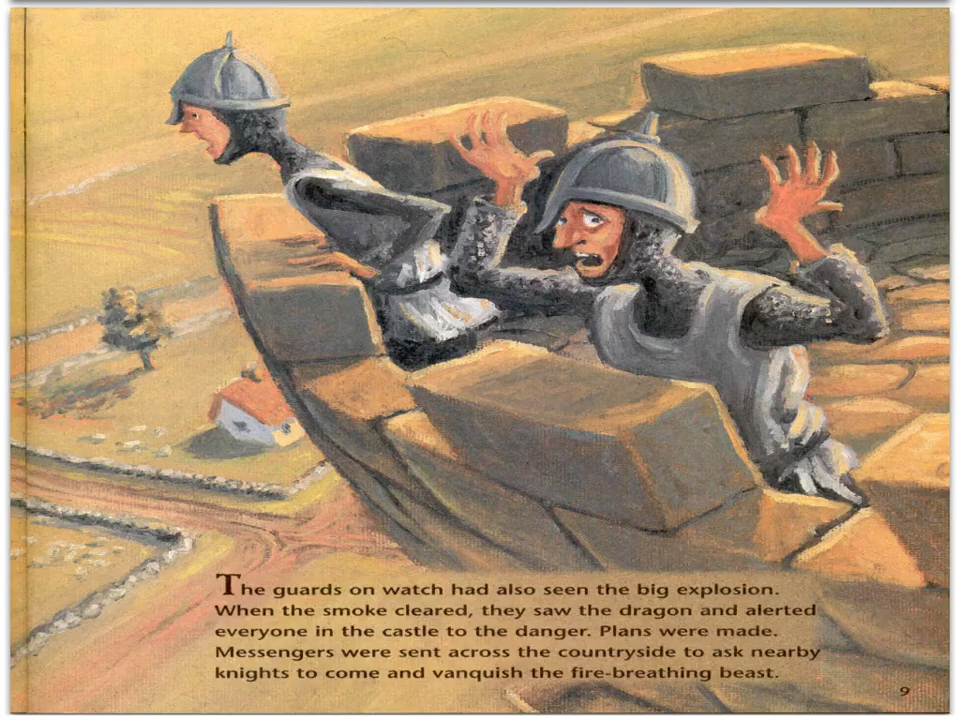 The guards on watch had also seen the big explosion.
When the smoke cleared, they saw the dragon and alerted
everyone in the castle to the danger. Plans were made.
Messengers were sent across the countryside to ask nearby
knights to come and vanquish the fire-breathing beast.
9